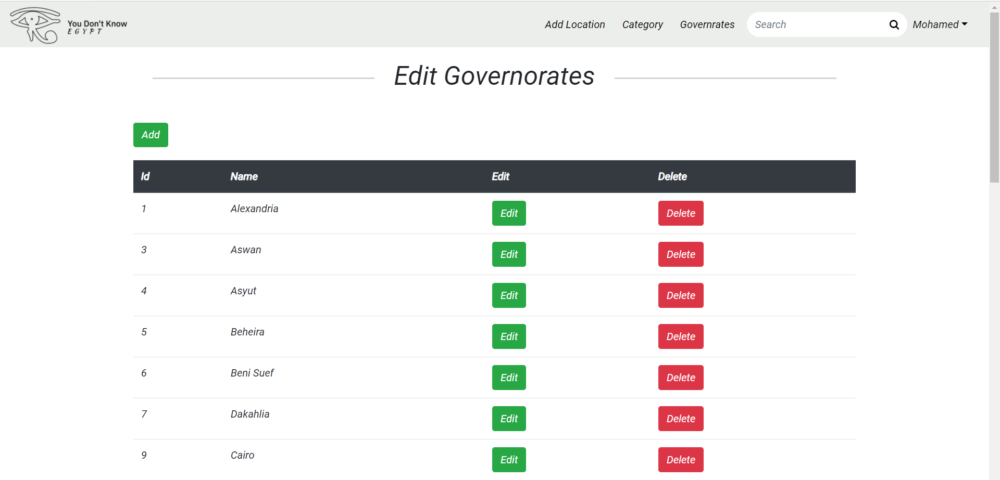 You Don't Know
EGYPT
Add Location Category Governrates Search Mohamed
Edit Governorates
Add
Id Name Edit Delete
1 Alexandria Edit Delete
3 Aswan Edit Delete
4 Asyut Edit Delete
5 Beheira Edit Delete
6 Beni Suef Edit Delete
7 Dakahlia Edit Delete
9 Cairo Edit Delete